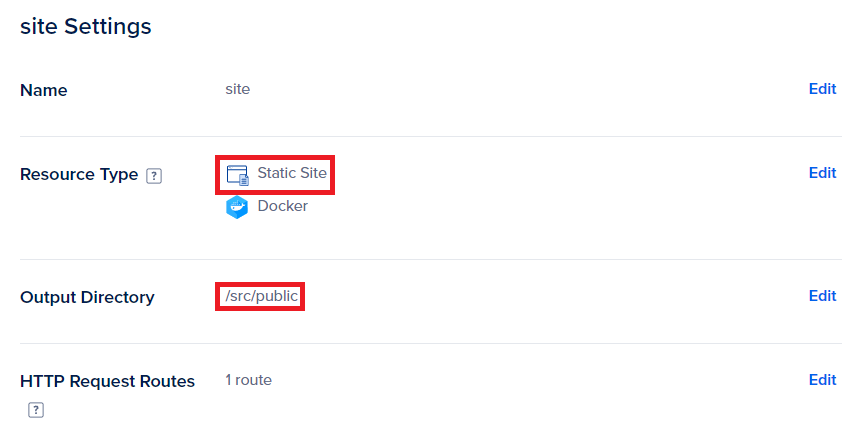 site Settings
Name site Edit
Resource Type ? Static Site Edit
Docker
Output Directory /src/public Edit
HTTP Request Routes 1 route Edit
?